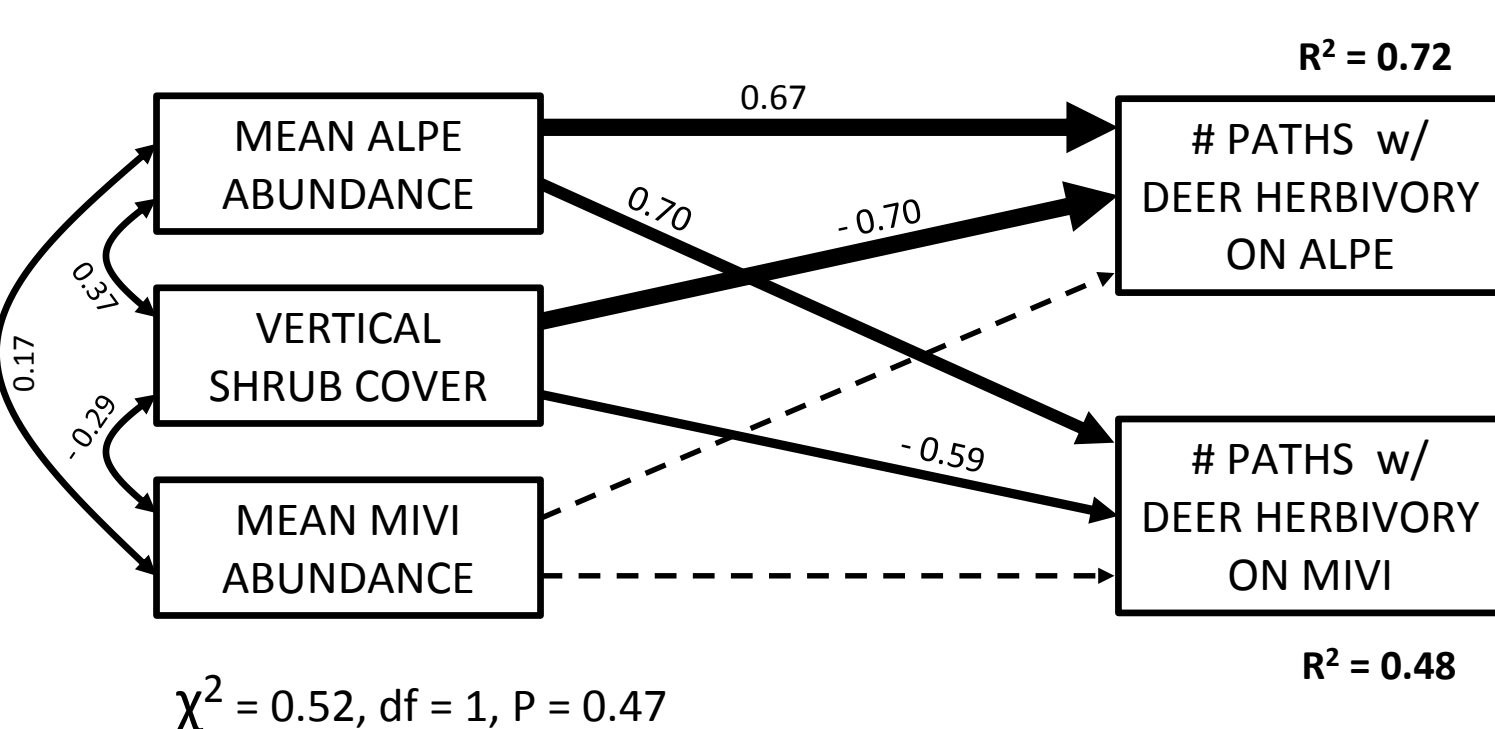 R² = 0.72
MEAN ALPE
ABUNDANCE
0.67
# PATHS w/
DEER HERBIVORY
ON ALPE
0.70
- 0.70
0.37
VERTICAL
SHRUB COVER
0.17
- 0.29
- 0.59
MEAN MIVI
ABUNDANCE
# PATHS w/
DEER HERBIVORY
ON MIVI
R² = 0.48
χ² = 0.52, df = 1, P = 0.47